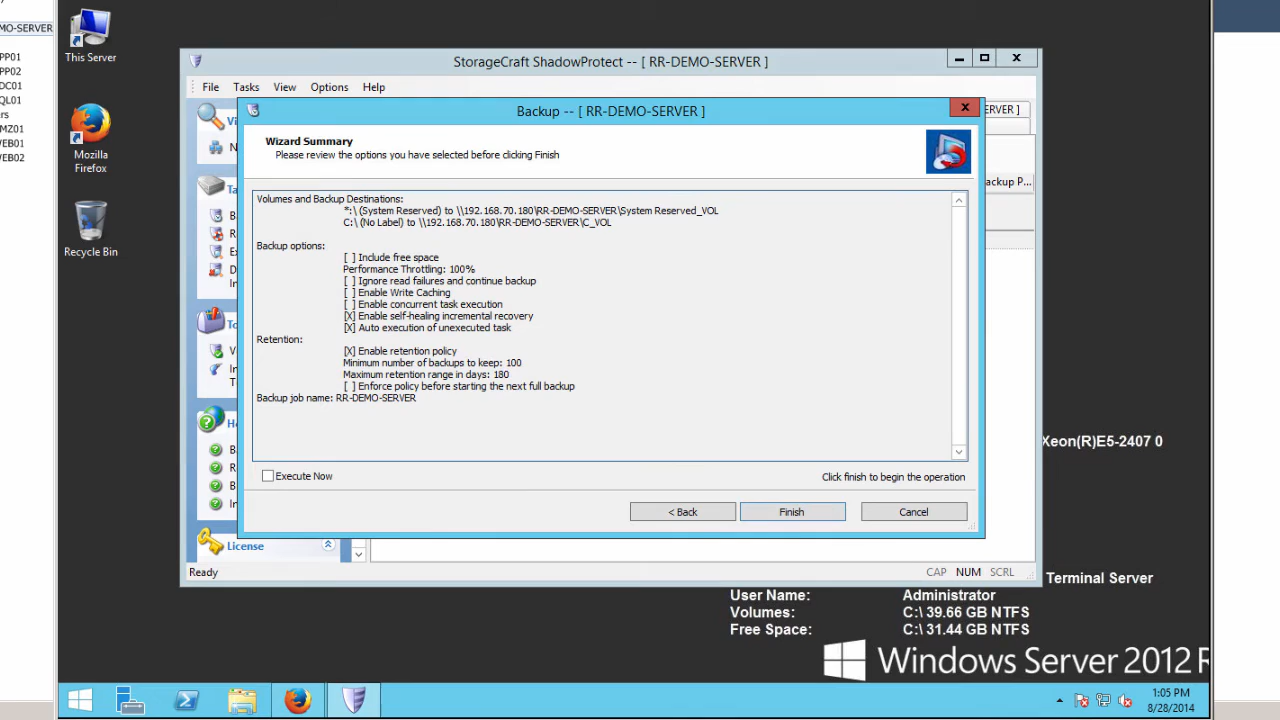 MO-SERVER
PP01
PP02
DC01
QL01
rs
MZ01
EB01
EB02
This Server
Mozilla
Firefox
Recycle Bin
StorageCraft ShadowProtect -- [ RR-DEMO-SERVER ]
File Tasks View Options Help
Backup -- [ RR-DEMO-SERVER ]
ERVER ]
Wizard Summary
Please review the options you have selected before clicking Finish
ackup P...
Volumes and Backup Destinations:
*:\ (System Reserved) to \\192.168.70.180\RR-DEMO-SERVER\System Reserved_VOL
C:\ (No Label) to \\192.168.70.180\RR-DEMO-SERVER\C_VOL
Backup options:
[ ] Include free space
Performance Throttling: 100%
[ ] Ignore read failures and continue backup
[ ] Enable Write Caching
[ ] Enable concurrent task execution
[X] Enable self-healing incremental recovery
[X] Auto execution of unexecuted task
Retention:
[X] Enable retention policy
Minimum number of backups to keep: 100
Maximum retention range in days: 180
[ ] Enforce policy before starting the next full backup
Backup job name: RR-DEMO-SERVER
Execute Now
Click finish to begin the operation
< Back
Finish
Cancel
License
Ready
CAP NUM SCRL
Xeon(R)E5-2407 0
Terminal Server
User Name: Administrator
Volumes: C:\ 39.66 GB NTFS
Free Space: C:\ 31.44 GB NTFS
Windows Server 2012 R
1:05 PM
8/28/2014